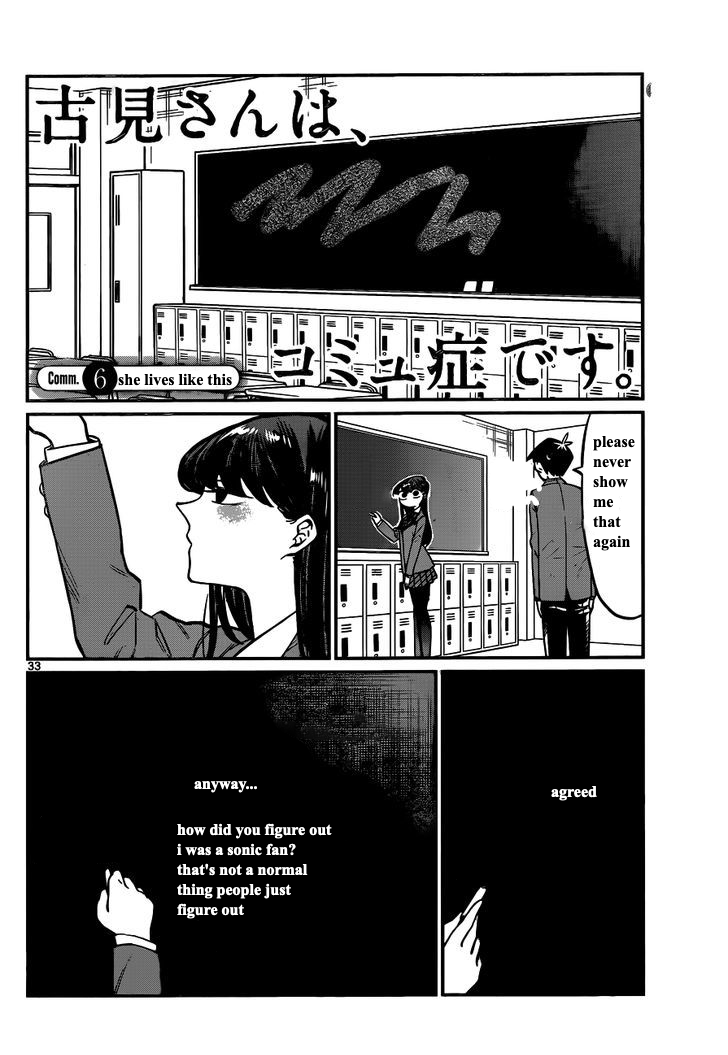 古見さんは、
コミュ症です。
Comm. 6 she lives like this
please
never
show
me
that
again
33
anyway...
how did you figure out
i was a sonic fan?
that's not a normal
thing people just
figure out
agreed